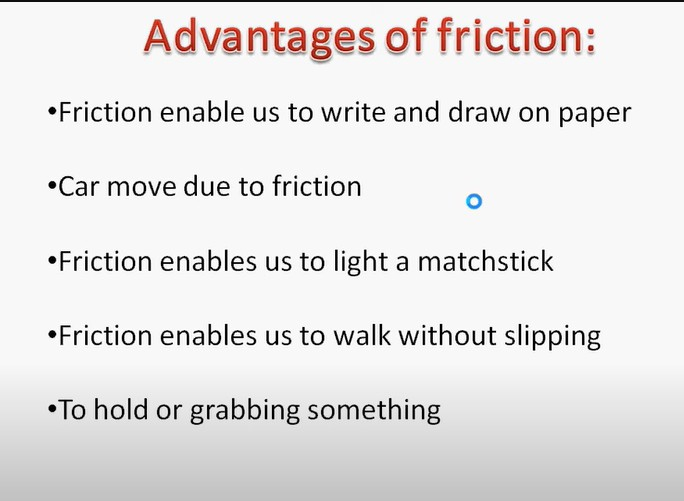 Advantages of friction:
•Friction enable us to write and draw on paper
•Car move due to friction
•Friction enables us to light a matchstick
•Friction enables us to walk without slipping
•To hold or grabbing something